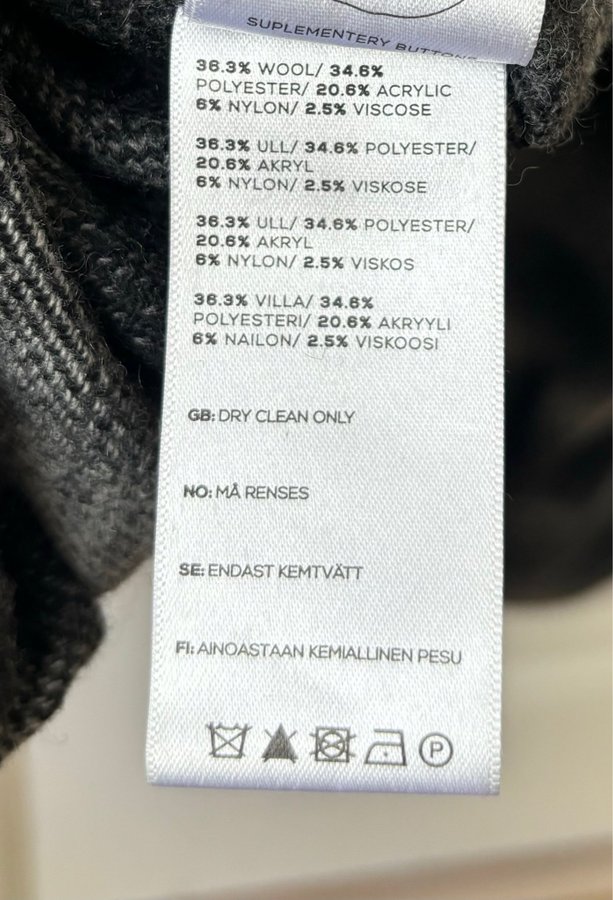 SUPLEMENTERY BUTTONS
36.3% WOOL/ 34.6%
POLYESTER/ 20.6% ACRYLIC
6% NYLON/ 2.5% VISCOSE
36.3% ULL/ 34.6% POLYESTER/
20.6% AKRYL
6% NYLON/ 2.5% VISKOSE
36.3% ULL/ 34.6% POLYESTER/
20.6% AKRYL
6% NYLON/ 2.5% VISKOS
36.3% VILLA/ 34.6%
POLYESTERI/ 20.6% AKRYYLI
6% NAILON/ 2.5% VISKOOSI
GB: DRY CLEAN ONLY
NO: MÅ RENSES
SE: ENDAST KEMTVÄTT
FI: AINOASTAAN KEMIALLINEN PESU
P